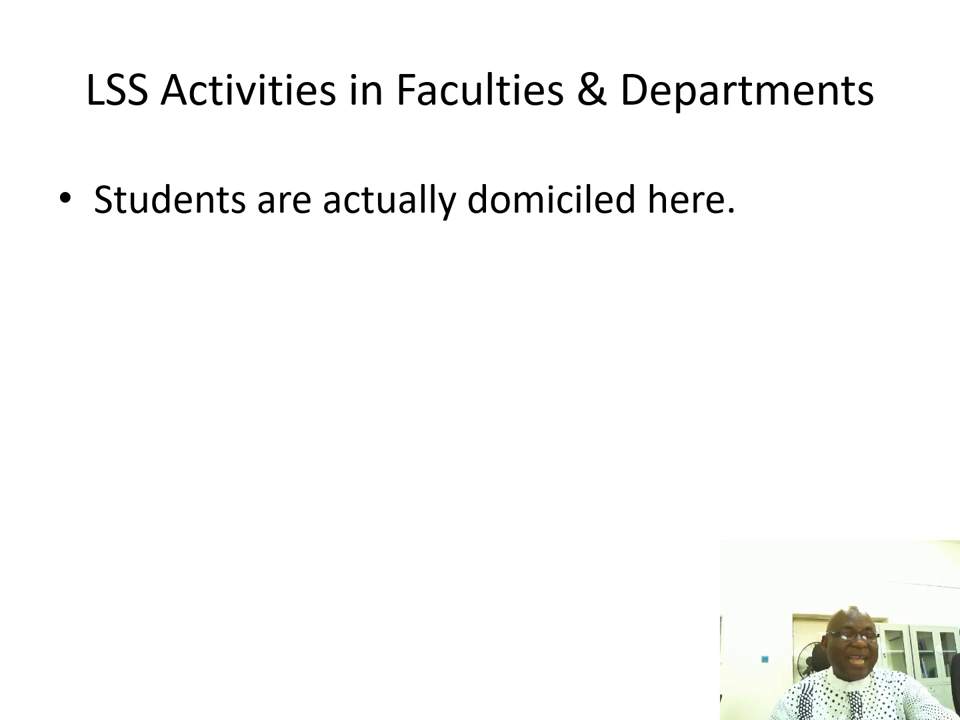 LSS Activities in Faculties & Departments
• Students are actually domiciled here.